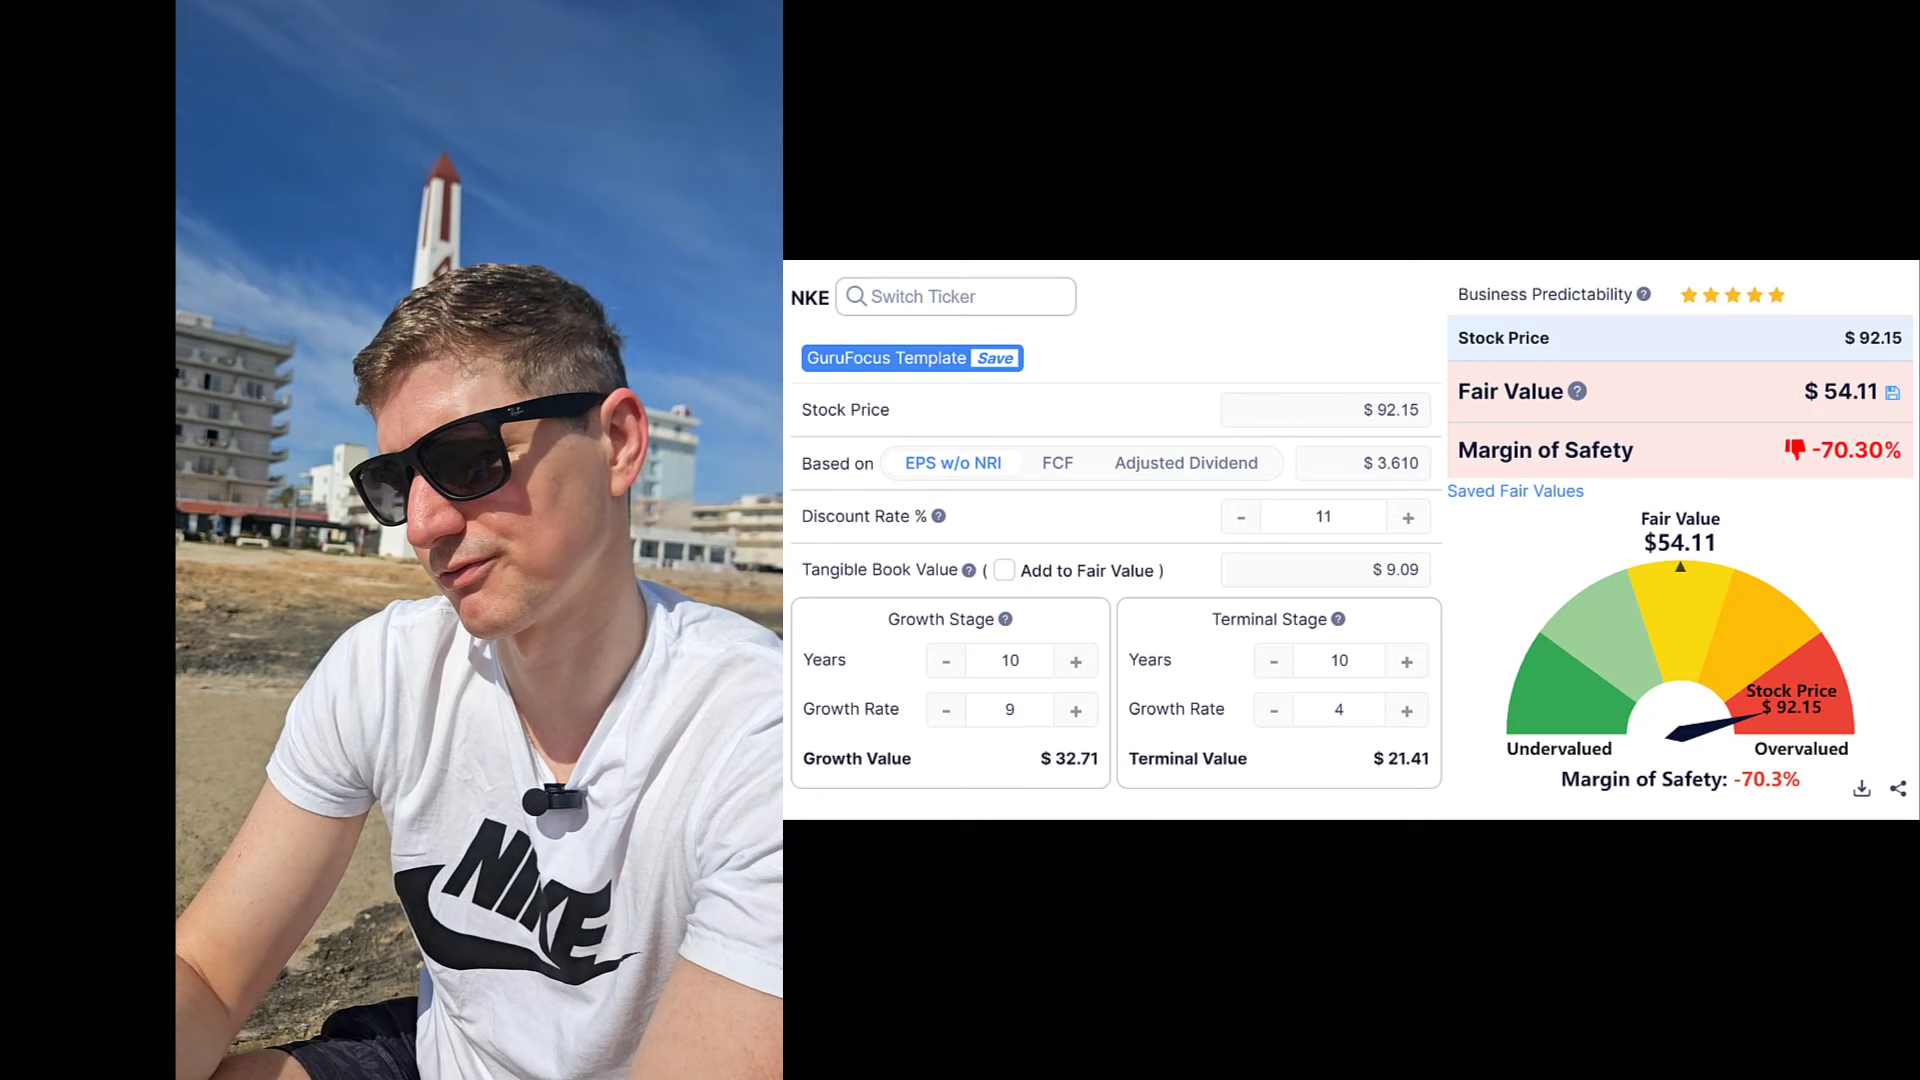 NIKE
Ray-Ban
NKE Switch Ticker
GuruFocus Template Save
Stock Price $ 92.15
Based on EPS w/o NRI FCF Adjusted Dividend $ 3.610
Discount Rate % ? - 11 +
Tangible Book Value ? ( Add to Fair Value ) $ 9.09
Growth Stage ?
Years - 10 +
Growth Rate - 9 +
Growth Value $ 32.71
Terminal Stage ?
Years - 10 +
Growth Rate - 4 +
Terminal Value $ 21.41
Business Predictability ?
Stock Price $ 92.15
Fair Value ? $ 54.11
Margin of Safety -70.30%
Saved Fair Values
Fair Value
$54.11
Stock Price
$ 92.15
Undervalued Overvalued
Margin of Safety: -70.3%